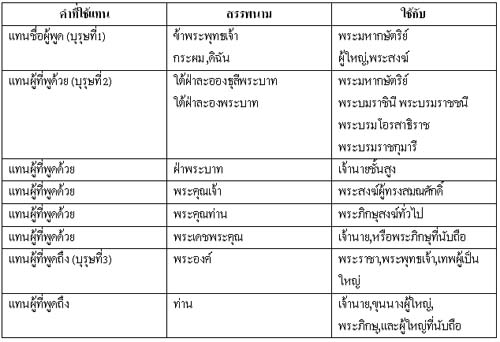 คำที่ใช้แทน สรรพนาม ใช้กับ
แทนชื่อผู้พูด (บุรุษที่1) ข้าพระพุทธเจ้า พระมหากษัตริย์
กระผม,ดิฉัน ผู้ใหญ่,พระสงฆ์
แทนผู้ที่พูดด้วย (บุรุษที่2) ใต้ฝ่าละอองธุลีพระบาท พระมหากษัตริย์
ใต้ฝ่าละอองพระบาท พระบมราชินี พระบรมราชชนี
พระบรมโอรสาธิราช
พระบรมราชกุมารี
แทนผู้ที่พูดด้วย ฝ่าพระบาท เจ้านายชั้นสูง
แทนผู้ที่พูดด้วย พระคุณเจ้า พระสงฆ์ผู้ทรงสมณศักดิ์
แทนผู้ที่พูดด้วย พระคุณท่าน พระภิกษุสงฆ์ทั่วไป
แทนผู้ที่พูดด้วย พระเดชพระคุณ เจ้านาย,หรือพระภิกษุที่นับถือ
แทนผู้ที่พูดถึง (บุรุษที่3) พระองค์ พระราชา,พระพุทธเจ้า,เทพผู้เป็น
ใหญ่
แทนผู้ที่พูดถึง ท่าน เจ้านาย,ขุนนางผู้ใหญ่,
พระภิกษุ,และผู้ใหญ่ที่นับถือ